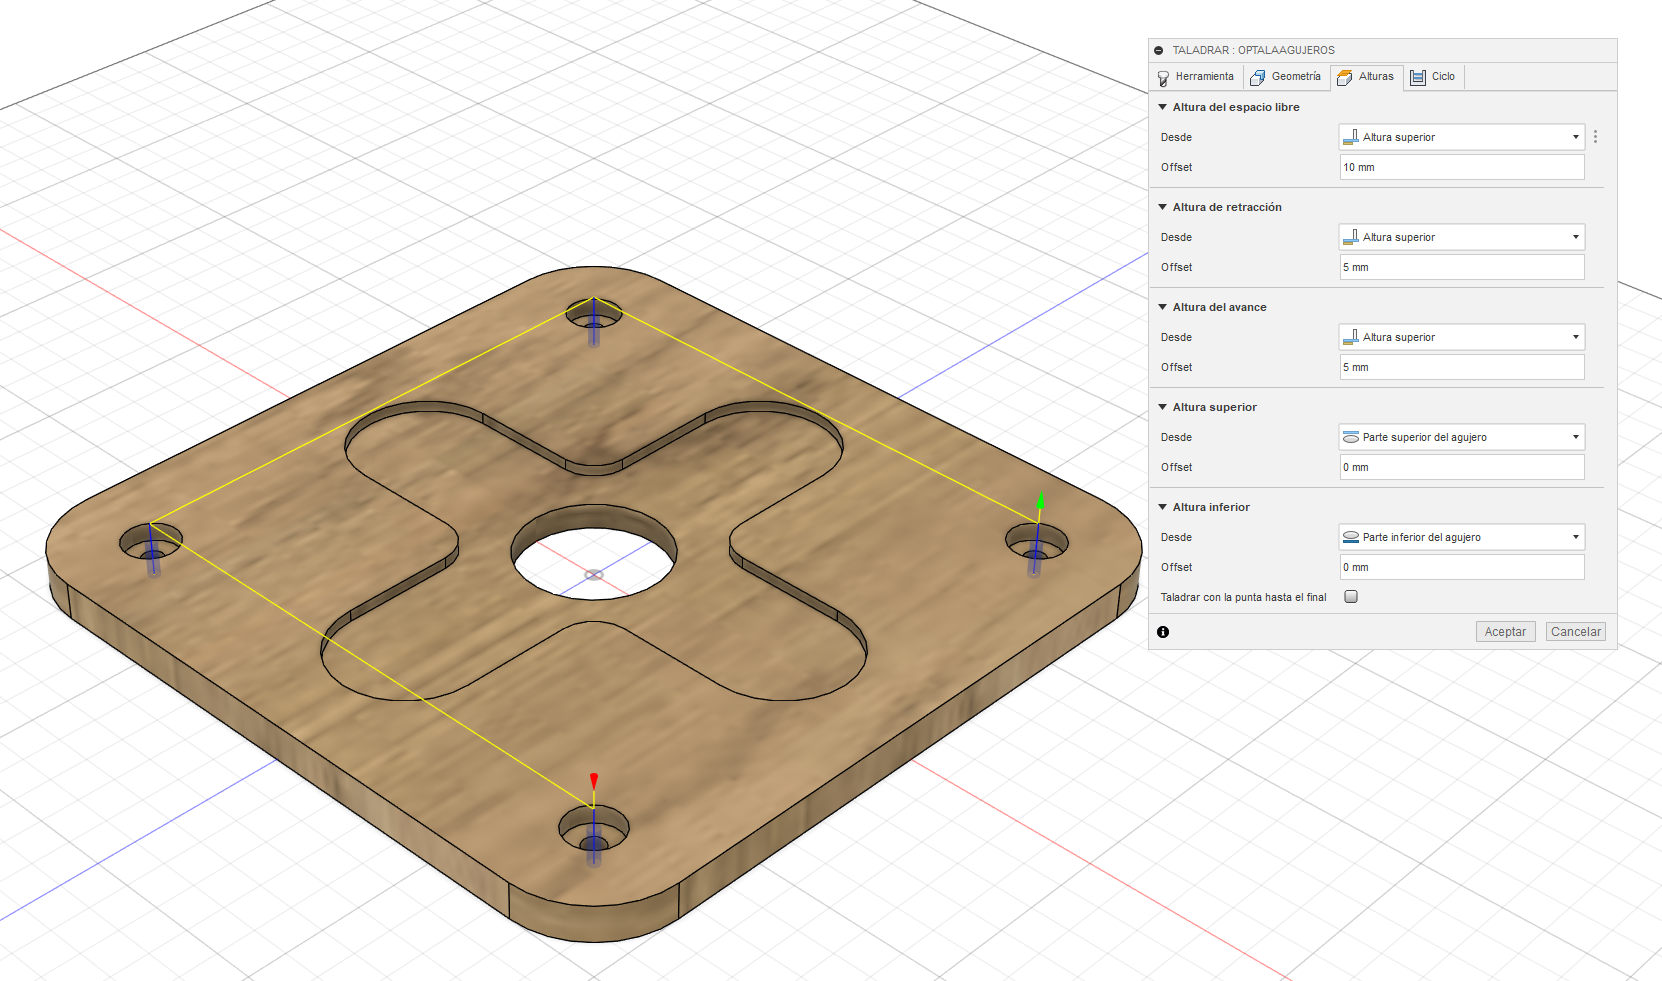 TALADRAR : OPTALAAGUJEROS
Herramienta Geometría Alturas Ciclo
Altura del espacio libre
Desde Altura superior
Offset 10 mm
Altura de retracción
Desde Altura superior
Offset 5 mm
Altura del avance
Desde Altura superior
Offset 5 mm
Altura superior
Desde Parte superior del agujero
Offset 0 mm
Altura inferior
Desde Parte inferior del agujero
Offset 0 mm
Taladrar con la punta hasta el final
Aceptar Cancelar